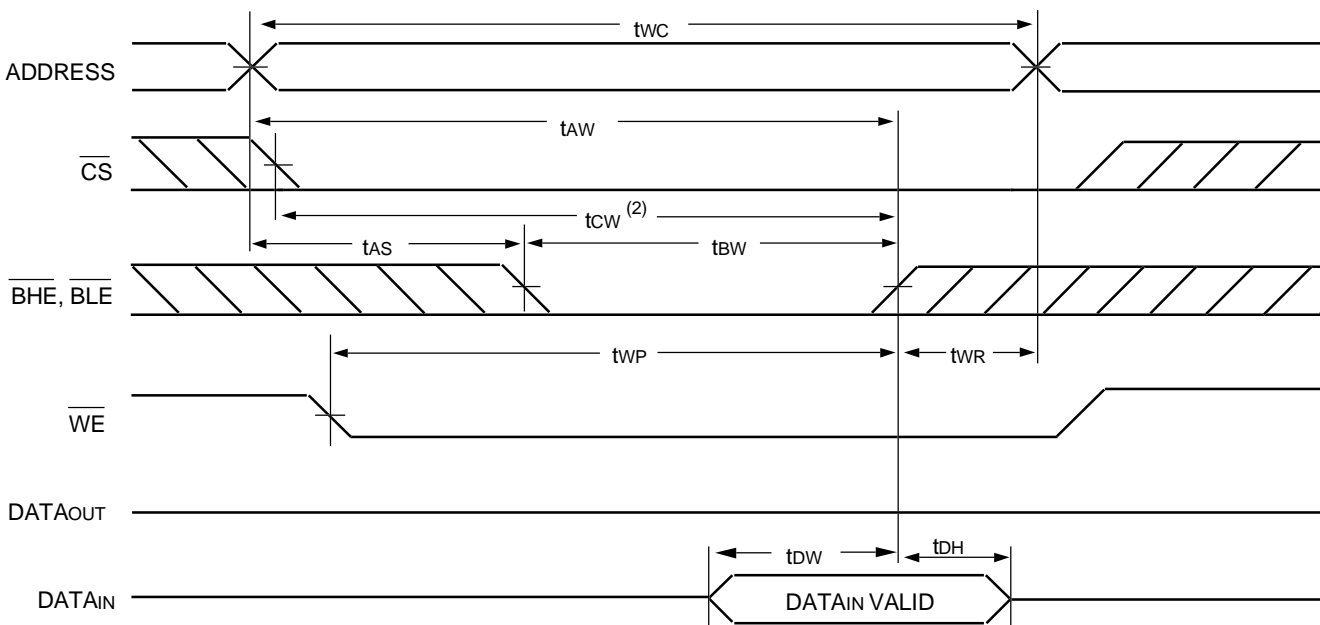 tWC
ADDRESS
tAW
CS
tCW (2)
tAS
tBW
BHE, BLE
tWP
tWR
WE
DATAOUT
tDW
tDH
DATAIN
DATAIN VALID